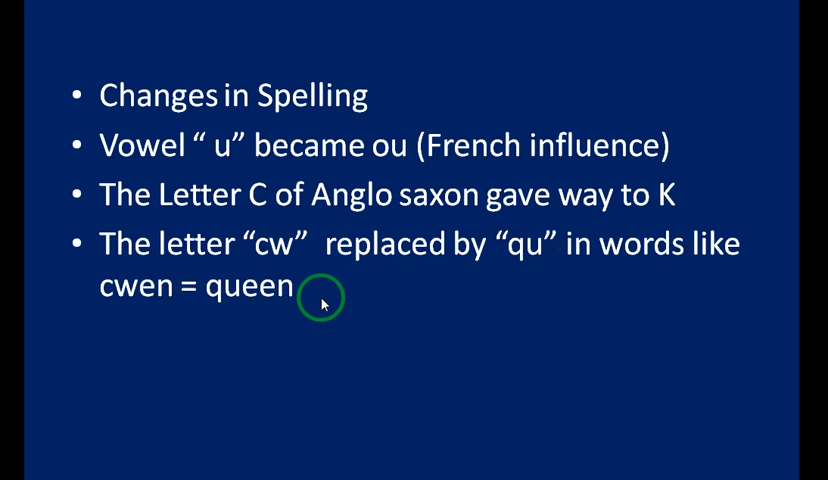 • Changes in Spelling
• Vowel “ u” became ou (French influence)
• The Letter C of Anglo saxon gave way to K
• The letter “cw”  replaced by “qu” in words like
cwen = queen